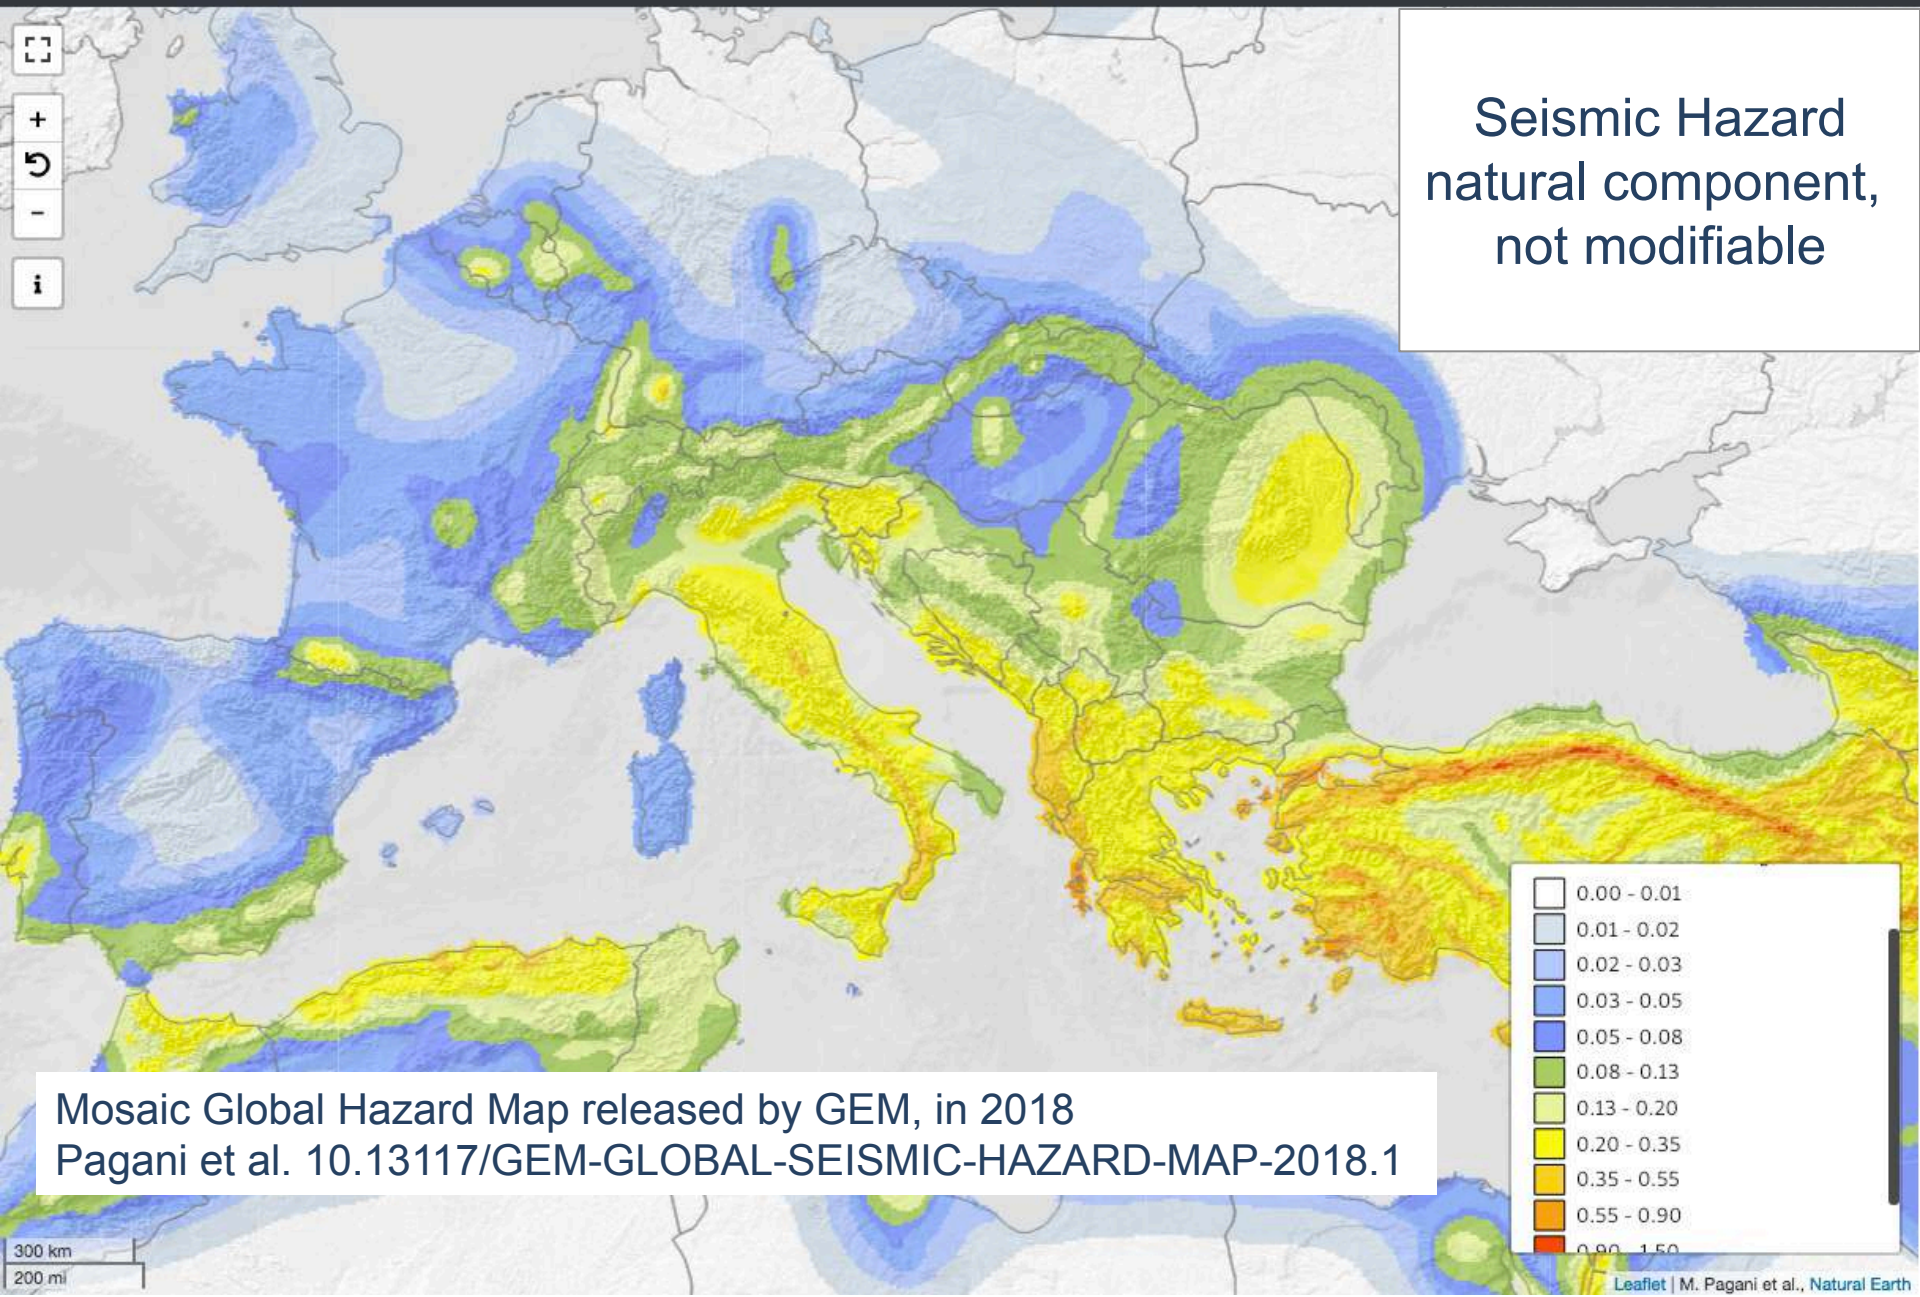 Seismic Hazard
natural component,
not modifiable
+
−
i
0.00 - 0.01
0.01 - 0.02
0.02 - 0.03
0.03 - 0.05
0.05 - 0.08
0.08 - 0.13
0.13 - 0.20
0.20 - 0.35
0.35 - 0.55
0.55 - 0.90
0.90 - 1.50
Mosaic Global Hazard Map released by GEM, in 2018
Pagani et al. 10.13117/GEM-GLOBAL-SEISMIC-HAZARD-MAP-2018.1
300 km
200 mi
Leaflet | M. Pagani et al., Natural Earth